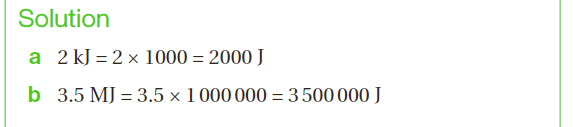 Solution
a 2 kJ = 2 × 1000 = 2000 J
b 3.5 MJ = 3.5 × 1 000 000 = 3 500 000 J